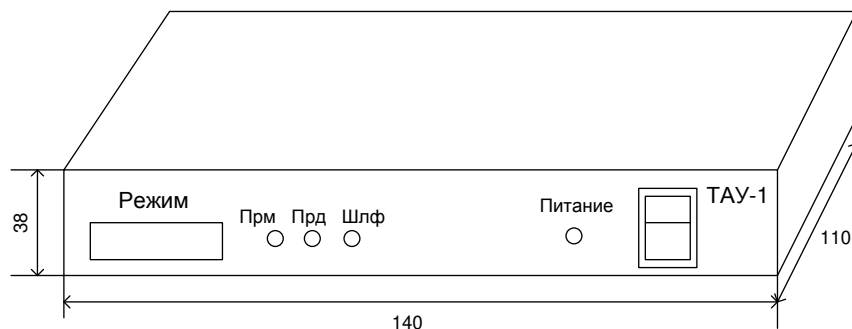 Режим
Прм Прд Шлф
Питание
ТАУ-1
38
110
140